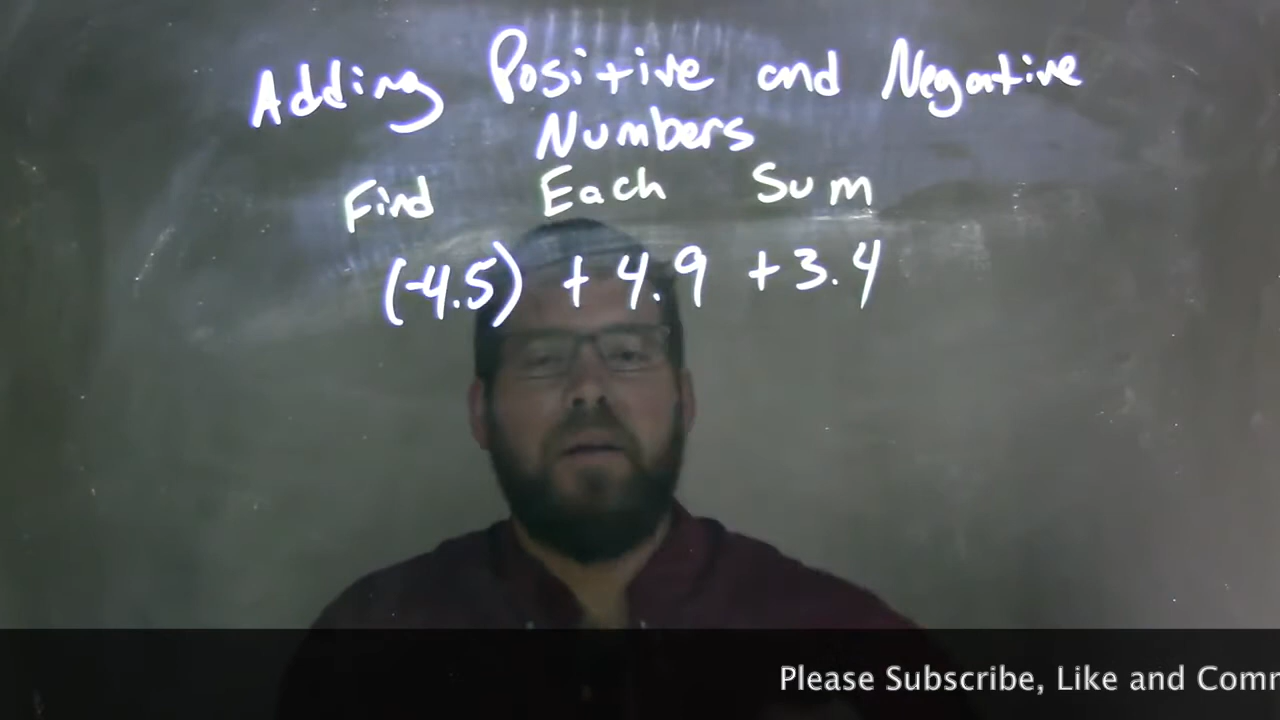 Adding Positive and Negative
Numbers
Find Each Sum
(-4.5) + 4.9 + 3.4
Please Subscribe, Like and Comm